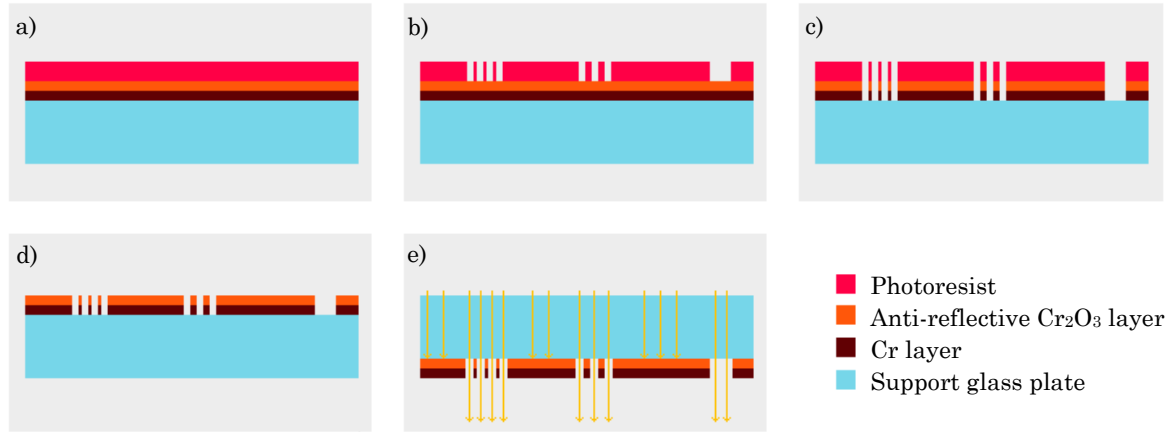 a)
b)
c)
d)
e)
Photoresist
Anti-reflective Cr₂O₃ layer
Cr layer
Support glass plate